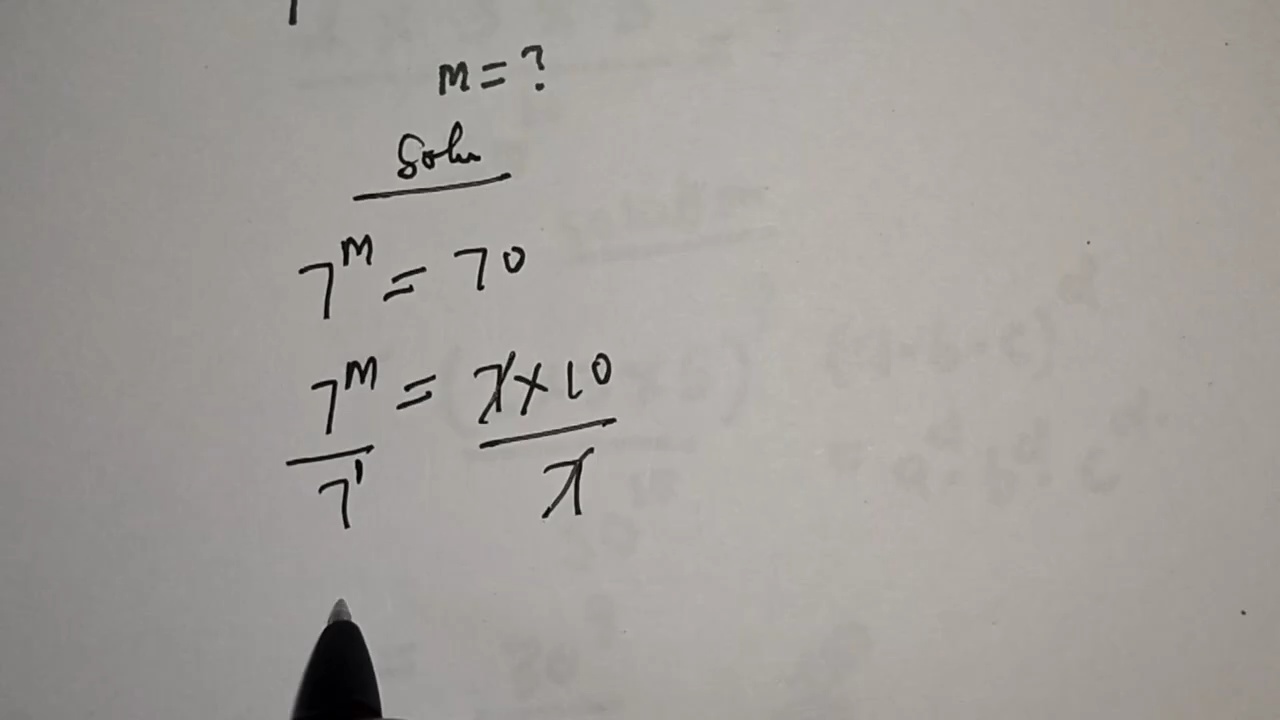 m = ?
Soln
7^m = 70
7^m / 7^1 = 7 × 10 / 7